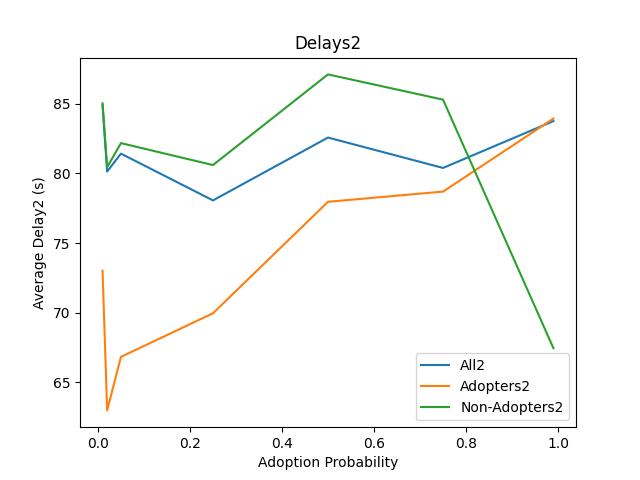 Delays2
Average Delay2 (s)
85
80
75
70
65
0.0 0.2 0.4 0.6 0.8 1.0
Adoption Probability
All2
Adopters2
Non-Adopters2